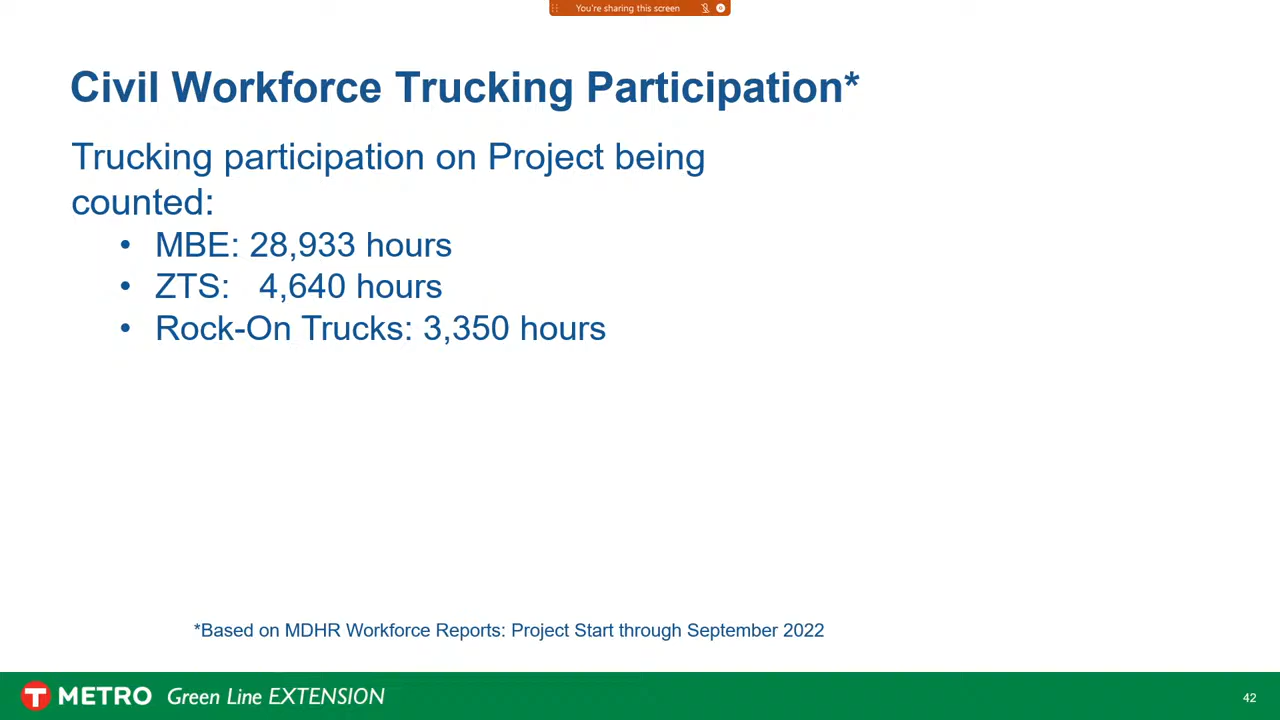 You're sharing this screen
Civil Workforce Trucking Participation*
Trucking participation on Project being
counted:
• MBE: 28,933 hours
• ZTS: 4,640 hours
• Rock-On Trucks: 3,350 hours
*Based on MDHR Workforce Reports: Project Start through September 2022
T METRO Green Line EXTENSION
42